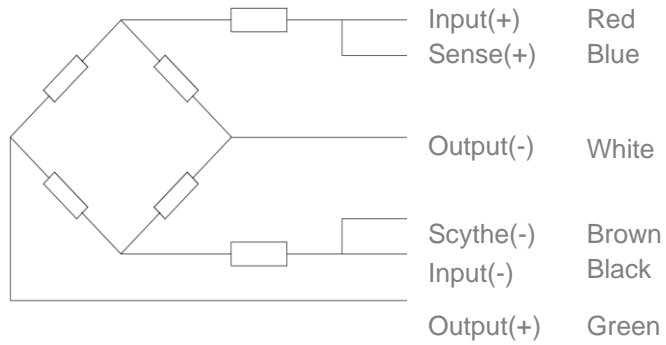 Input(+) Red
Sense(+) Blue
Output(-) White
Scythe(-) Brown
Input(-) Black
Output(+) Green